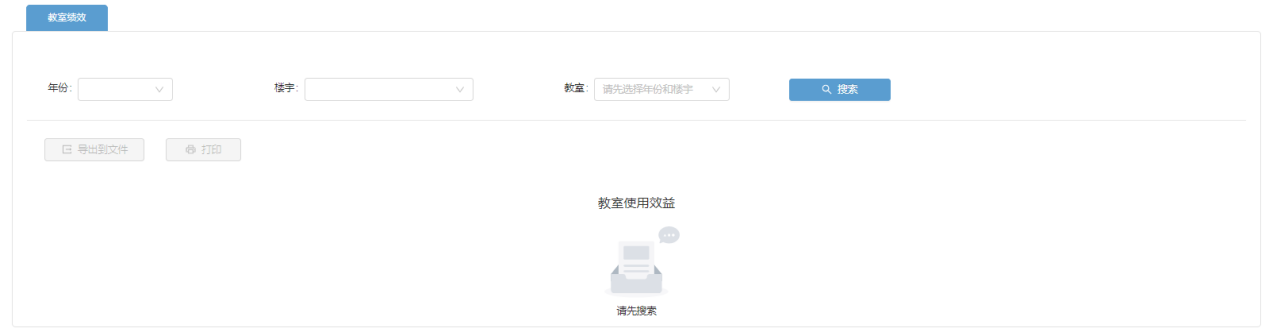 教室绩效
年份: 楼宇: 教室: 请先选择年份和楼宇 搜索
导出到文件 打印
教室使用效益
请先搜索